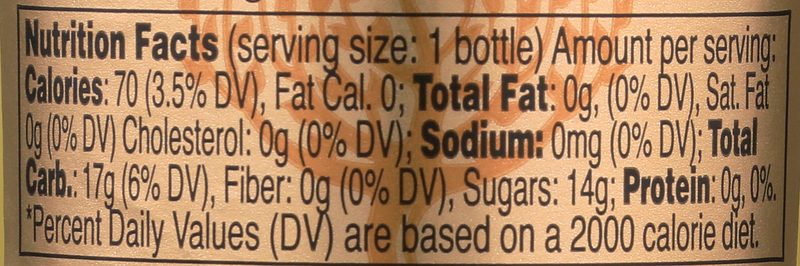 Nutrition Facts (serving size: 1 bottle) Amount per serving:
Calories: 70 (3.5% DV), Fat Cal. 0; Total Fat: 0g, (0% DV), Sat. Fat
0g (0% DV) Cholesterol: 0g (0% DV); Sodium: 0mg (0% DV); Total
Carb.: 17g (6% DV), Fiber: 0g (0% DV), Sugars: 14g; Protein: 0g, 0%.
*Percent Daily Values (DV) are based on a 2000 calorie diet.